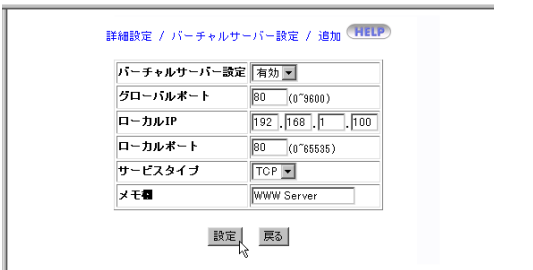 詳細設定 / バーチャルサーバー設定 / 追加 HELP
バーチャルサーバー設定 有効
グローバルポート 80 (0~9600)
ローカルIP 192 . 168 . 1 . 100
ローカルポート 80 (0~65535)
サービスタイプ TCP
メモ欄 WWW Server
設定 戻る